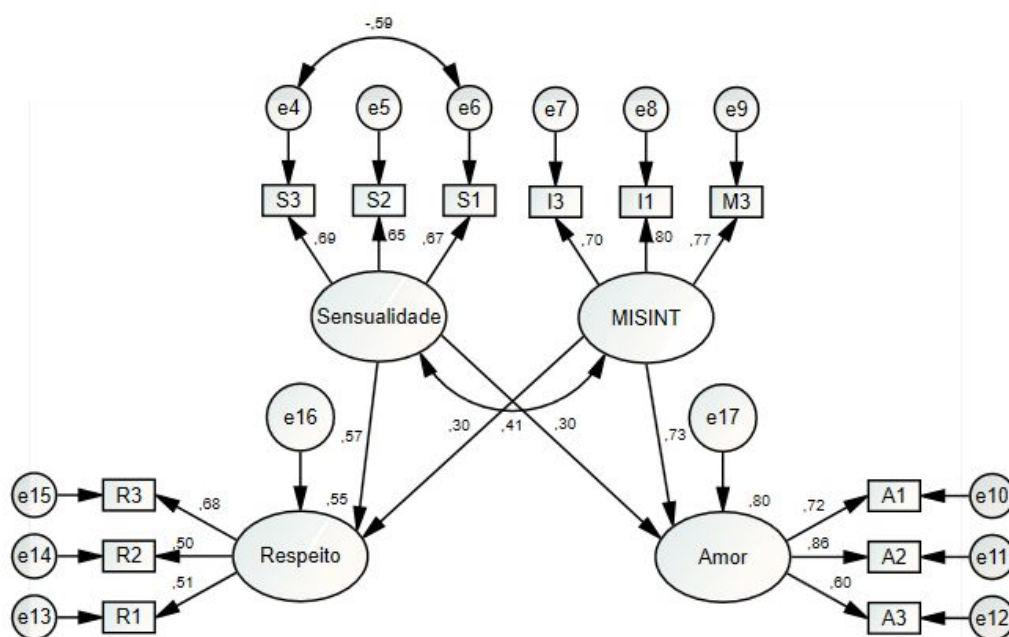 -,59
e4 e5 e6 e7 e8 e9
S3 S2 S1 I3 I1 M3
,69 ,65 ,67 ,70 ,80 ,77
Sensualidade MISINT
e16 e17
,57 ,30 ,41 ,30 ,73
e15 R3 ,68 ,55 ,80 ,72 A1 e10
e14 R2 ,50 Respeito Amor ,86 A2 e11
e13 R1 ,51 ,60 A3 e12